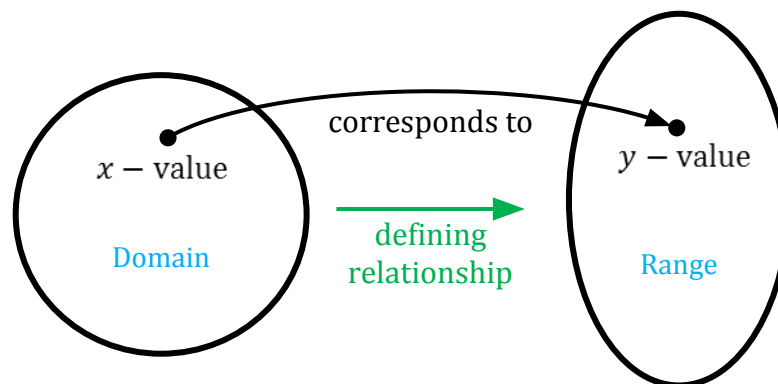 corresponds to
x − value
y − value
defining
relationship
Domain
Range